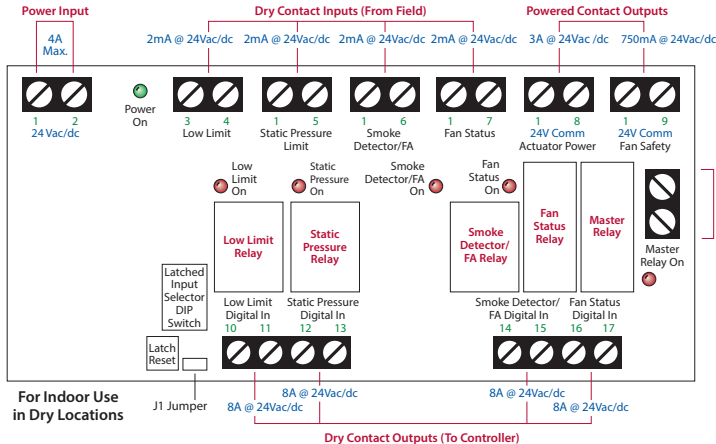 Power Input
Dry Contact Inputs (From Field)
Powered Contact Outputs
4A
Max.
2mA @ 24Vac/dc
2mA @ 24Vac/dc
2mA @ 24Vac/dc
2mA @ 24Vac/dc
3A @ 24Vac /dc
750mA @ 24Vac/dc
Power
On
1 2
24 Vac/dc
3 4
Low Limit
1 5
Static Pressure
Limit
1 6
Smoke
Detector/FA
1 7
Fan Status
1 8
24V Comm
Actuator Power
1 9
24V Comm
Fan Safety
Low
Limit
On
Static
Pressure
On
Smoke
Detector/FA
On
Fan
Status
On
Low Limit
Relay
Static
Pressure
Relay
Smoke
Detector/
FA Relay
Fan
Status
Relay
Master
Relay
Master
Relay On
Latched
Input
Selector
DIP
Switch
Low Limit
Digital In
10 11
Static Pressure
Digital In
12 13
Smoke Detector/
FA Digital In
14 15
Fan Status
Digital In
16 17
Latch
Reset
J1 Jumper
For Indoor Use
in Dry Locations
8A @ 24Vac/dc
8A @ 24Vac/dc
8A @ 24Vac/dc
8A @ 24Vac/dc
Dry Contact Outputs (To Controller)